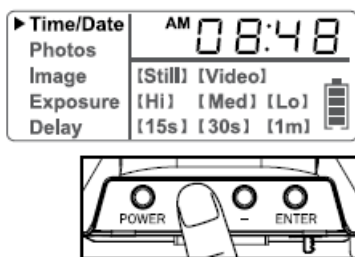 ▶ Time/Date AM 08:48
Photos
Image [Still] [Video]
Exposure [Hi] [Med] [Lo]
Delay [15s] [30s] [1m]
POWER - ENTER